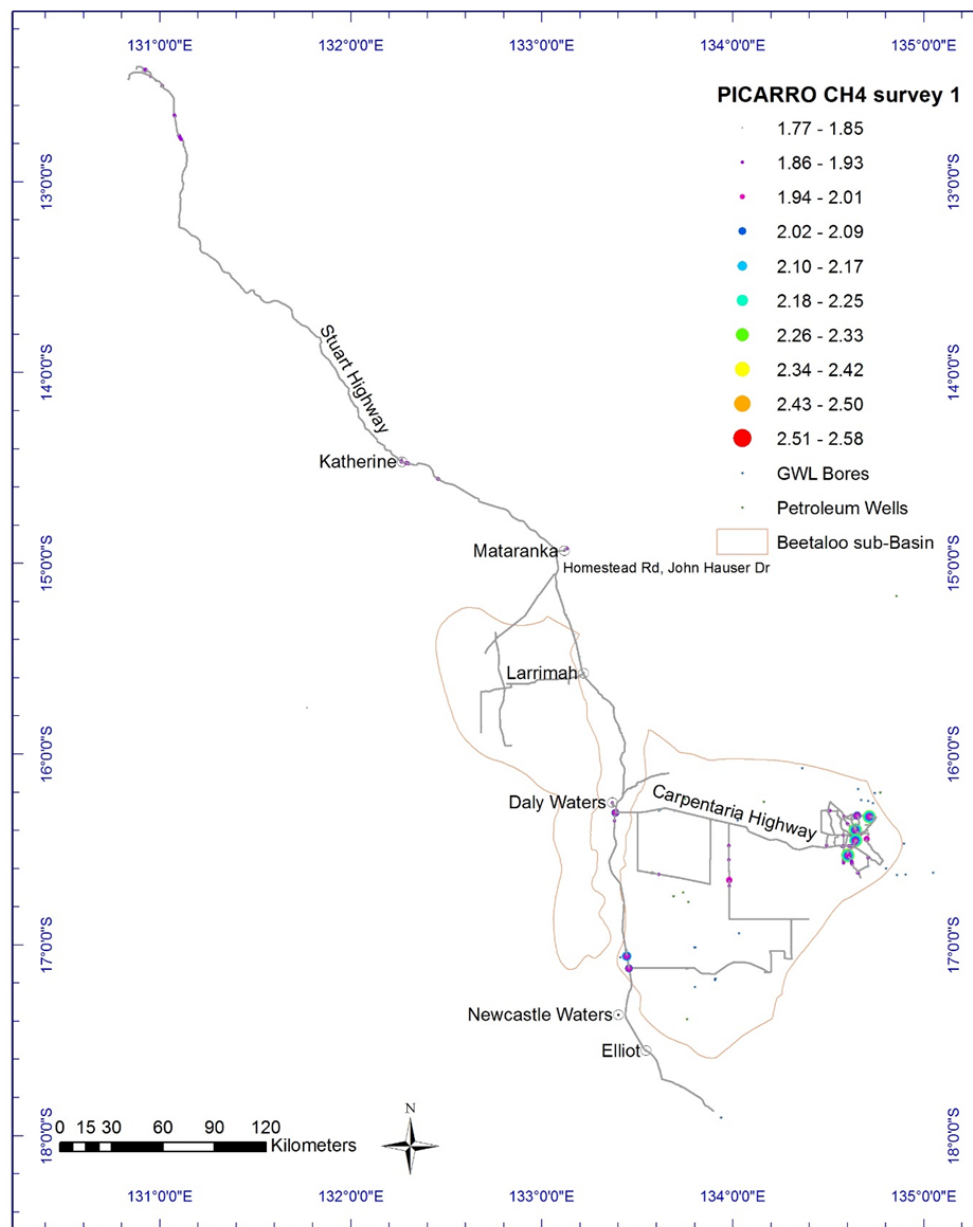 131°0'0"E 132°0'0"E 133°0'0"E 134°0'0"E 135°0'0"E
PICARRO CH4 survey 1
1.77 - 1.85
1.86 - 1.93
1.94 - 2.01
2.02 - 2.09
2.10 - 2.17
2.18 - 2.25
2.26 - 2.33
2.34 - 2.42
2.43 - 2.50
2.51 - 2.58
GWL Bores
Petroleum Wells
Beetaloo sub-Basin
13°0'0"S 13°0'0"S
14°0'0"S 14°0'0"S
Stuart Highway
Katherine
Mataranka
Homestead Rd, John Hauser Dr
15°0'0"S 15°0'0"S
Larrimah
16°0'0"S 16°0'0"S
Daly Waters
Carpentaria Highway
17°0'0"S 17°0'0"S
Newcastle Waters
Elliot
18°0'0"S 18°0'0"S
0 15 30 60 90 120
Kilometers
N
131°0'0"E 132°0'0"E 133°0'0"E 134°0'0"E 135°0'0"E